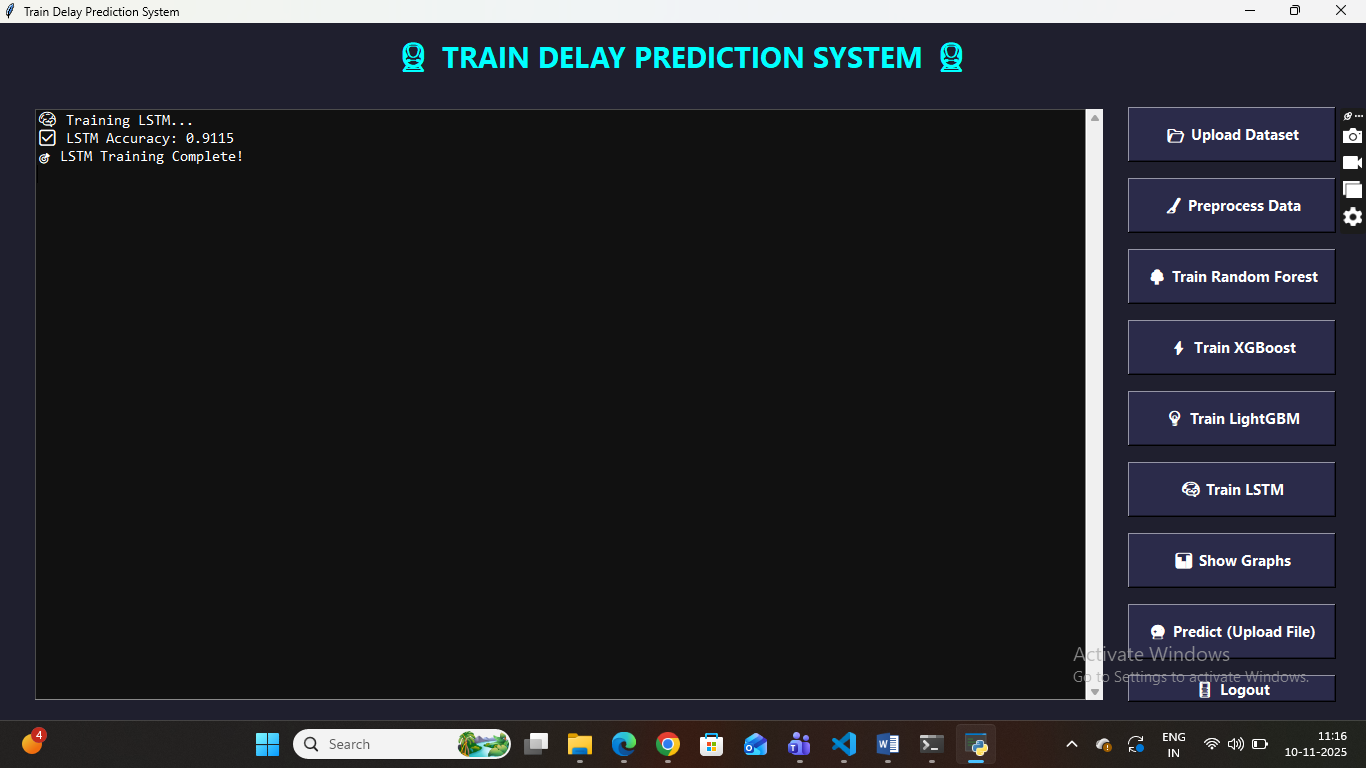 Train Delay Prediction System
TRAIN DELAY PREDICTION SYSTEM
Training LSTM...
LSTM Accuracy: 0.9115
LSTM Training Complete!
Upload Dataset
Preprocess Data
Train Random Forest
Train XGBoost
Train LightGBM
Train LSTM
Show Graphs
Predict (Upload File)
Activate Windows
Go to Settings to activate Windows.
Logout
4
Search
ENG
IN
11:16
10-11-2025